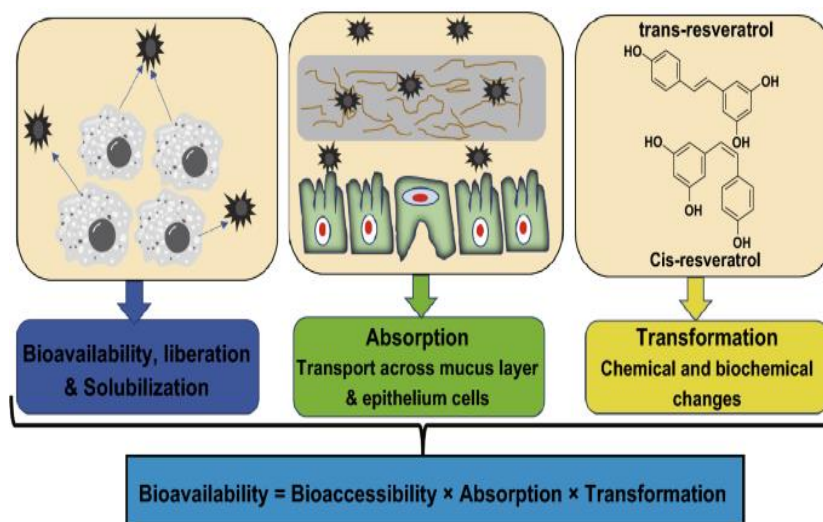 trans-resveratrol
HO
OH
OH
HO
OH
OH
Cis-resveratrol
Bioavailability, liberation
& Solubilization
Absorption
Transport across mucus layer
& epithelium cells
Transformation
Chemical and biochemical
changes
Bioavailability = Bioaccessibility × Absorption × Transformation